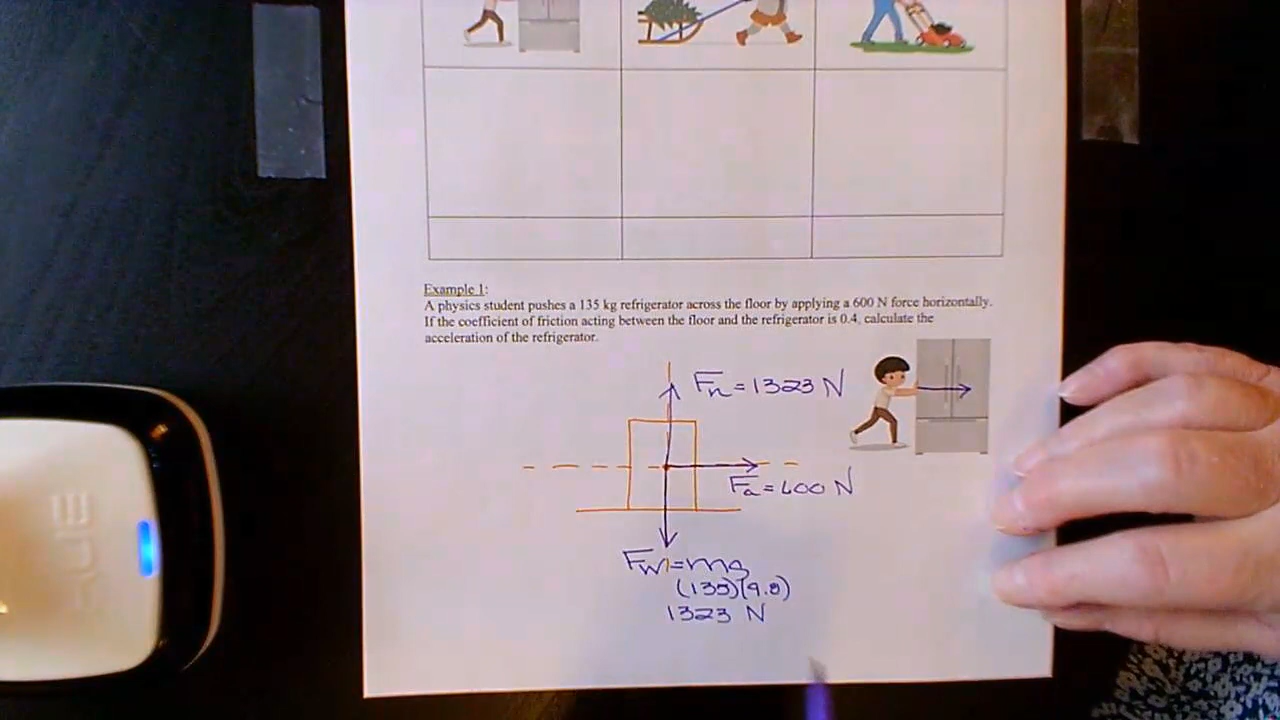 Example 1:
A physics student pushes a 135 kg refrigerator across the floor by applying a 600 N force horizontally.
If the coefficient of friction acting between the floor and the refrigerator is 0.4, calculate the
acceleration of the refrigerator.
Fn = 1323 N
Fa = 600 N
Fw = mg
(135)(9.8)
1323 N
HUE